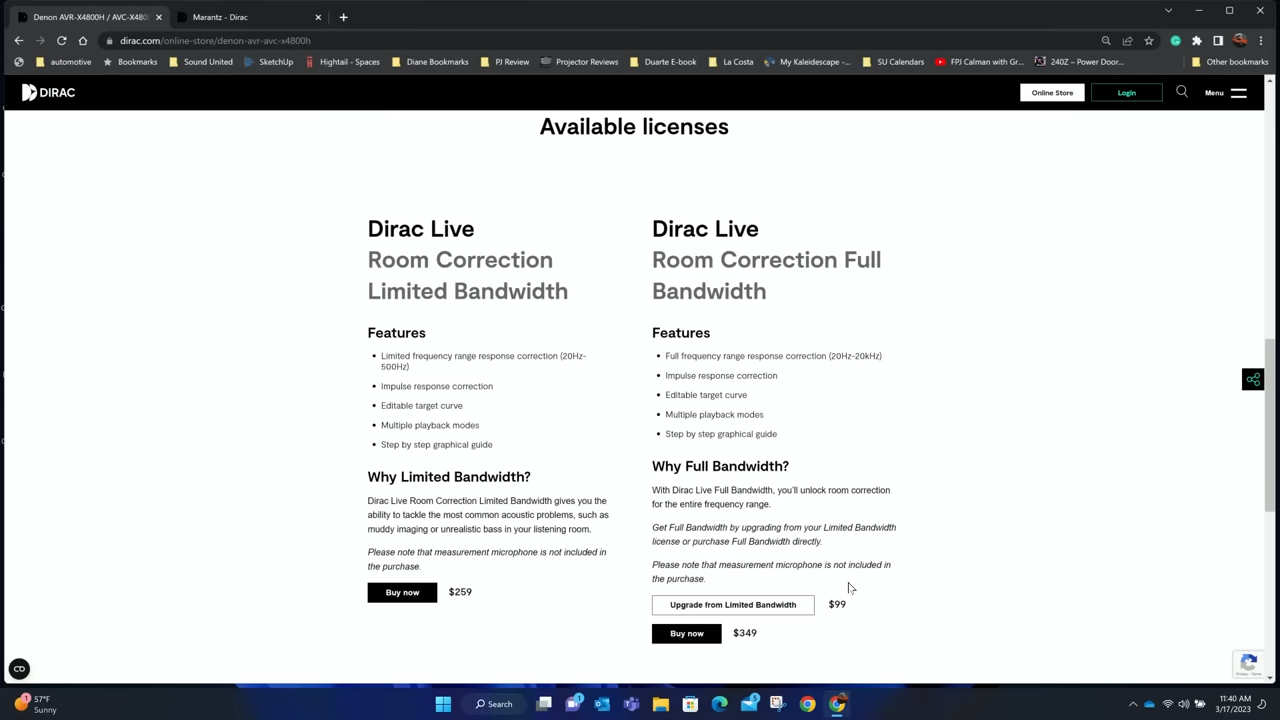 Denon AVR-X4800H / AVC-X480
Marantz - Dirac
dirac.com/online-store/denon-avr-avc-x4800h
automotive
Bookmarks
Sound United
SketchUp
Hightail - Spaces
Diane Bookmarks
PJ Review
Projector Reviews
Duarte E-book
La Costa
My Kaleidescape -...
SU Calendars
FPJ Calman with Gr...
240Z – Power Door...
Other bookmarks
DIRAC
Online Store
Login
Menu
Available licenses
Dirac Live
Room Correction
Limited Bandwidth
Features
• Limited frequency range response correction (20Hz-
500Hz)
• Impulse response correction
• Editable target curve
• Multiple playback modes
• Step by step graphical guide
Why Limited Bandwidth?
Dirac Live Room Correction Limited Bandwidth gives you the
ability to tackle the most common acoustic problems, such as
muddy imaging or unrealistic bass in your listening room.
Please note that measurement microphone is not included in
the purchase.
Buy now $259
Dirac Live
Room Correction Full
Bandwidth
Features
• Full frequency range response correction (20Hz-20kHz)
• Impulse response correction
• Editable target curve
• Multiple playback modes
• Step by step graphical guide
Why Full Bandwidth?
With Dirac Live Full Bandwidth, you'll unlock room correction
for the entire frequency range.
Get Full Bandwidth by upgrading from your Limited Bandwidth
license or purchase Full Bandwidth directly.
Please note that measurement microphone is not included in
the purchase.
Upgrade from Limited Bandwidth $99
Buy now $349
Privacy - Terms
57°F
Sunny
Search
11:40 AM
3/17/2023